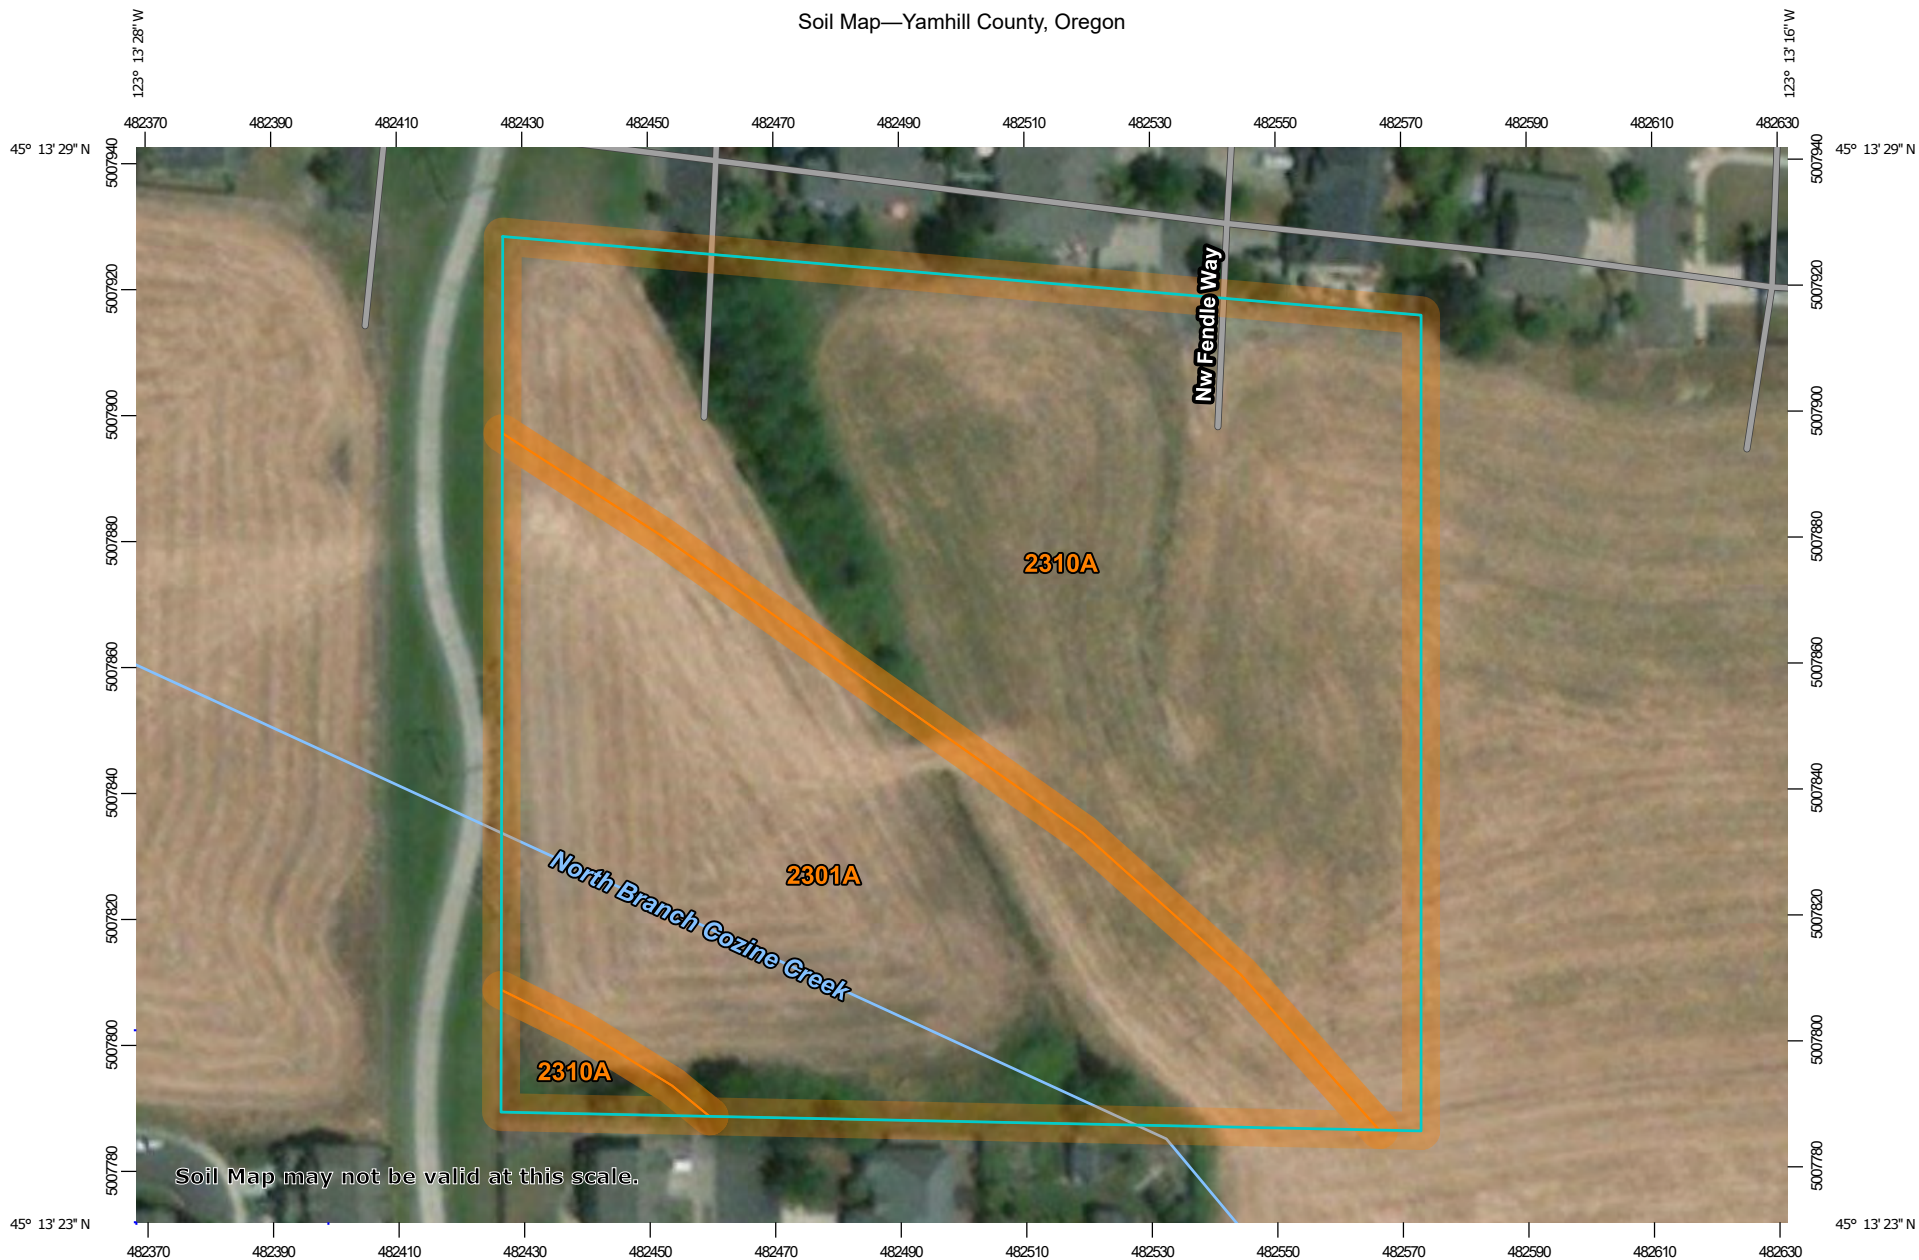 Soil Map—Yamhill County, Oregon
123° 13' 28" W
123° 13' 16" W
482370 482390 482410 482430 482450 482470 482490 482510 482530 482550 482570 482590 482610 482630
45° 13' 29" N
45° 13' 29" N
5007940
5007940
5007920
5007920
Nw Fendle Way
5007900
5007900
5007880
5007880
2310A
5007860
5007860
5007840
5007840
2301A
North Branch Cozine Creek
5007820
5007820
5007800
5007800
2310A
5007780
5007780
Soil Map may not be valid at this scale.
45° 13' 23" N
45° 13' 23" N
482370 482390 482410 482430 482450 482470 482490 482510 482530 482550 482570 482590 482610 482630